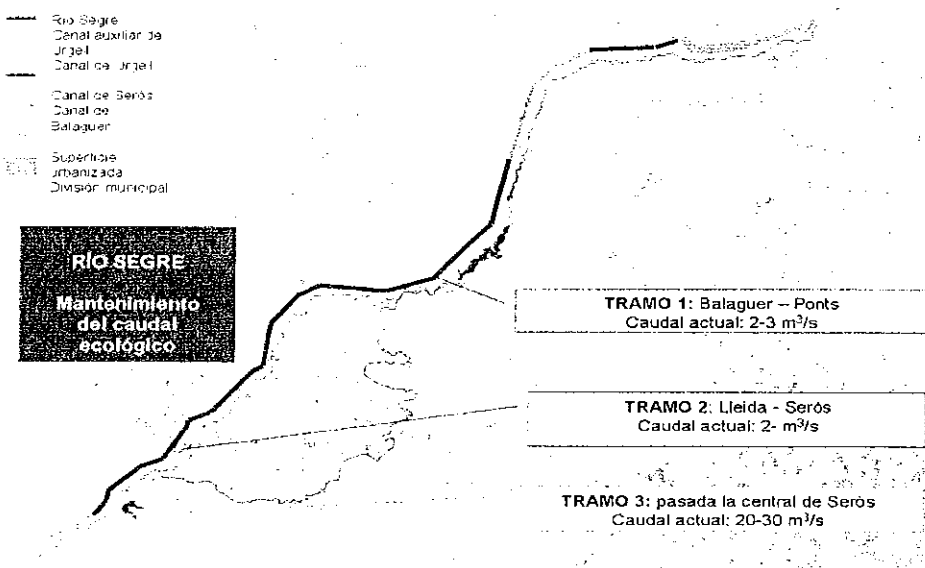 Río Segre
Canal auxiliar de
Urgell
Canal de Urgell
Canal de Seròs
Canal de
Balaguer
Superficie
urbanizada
División municipal
RÍO SEGRE
Mantenimiento
del caudal
ecológico
TRAMO 1: Balaguer – Ponts
Caudal actual: 2-3 m³/s
TRAMO 2: Lleida - Seròs
Caudal actual: 2- m³/s
TRAMO 3: pasada la central de Seròs
Caudal actual: 20-30 m³/s